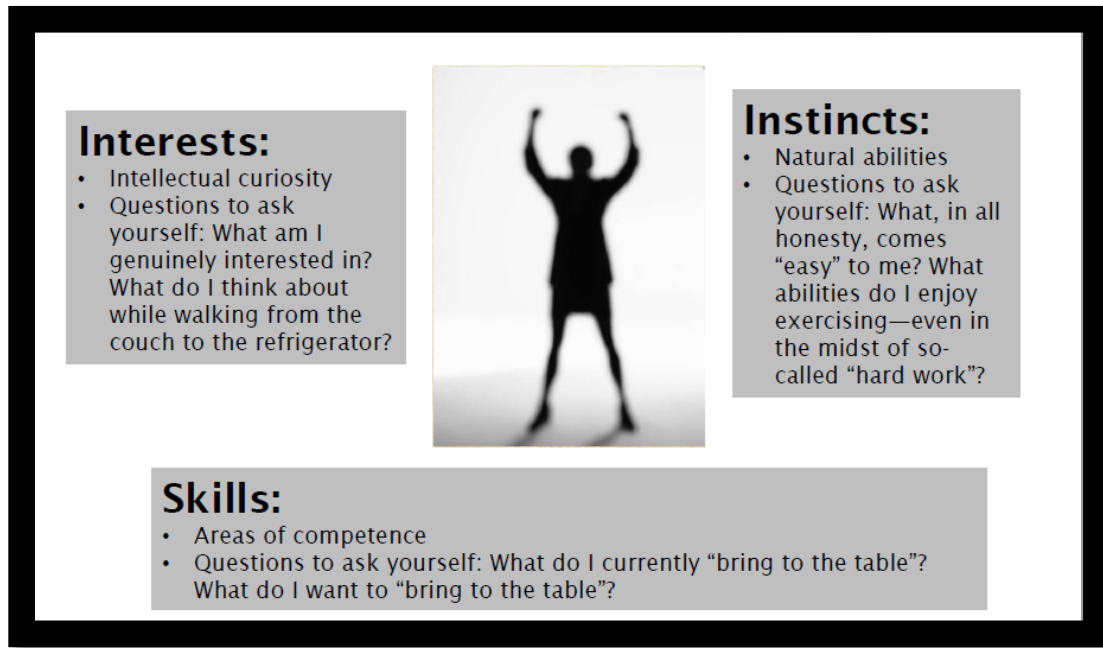 Interests:
• Intellectual curiosity
• Questions to ask
yourself: What am I
genuinely interested in?
What do I think about
while walking from the
couch to the refrigerator?
Instincts:
• Natural abilities
• Questions to ask
yourself: What, in all
honesty, comes
“easy” to me? What
abilities do I enjoy
exercising—even in
the midst of so-
called “hard work”?
Skills:
• Areas of competence
• Questions to ask yourself: What do I currently “bring to the table”?
What do I want to “bring to the table”?